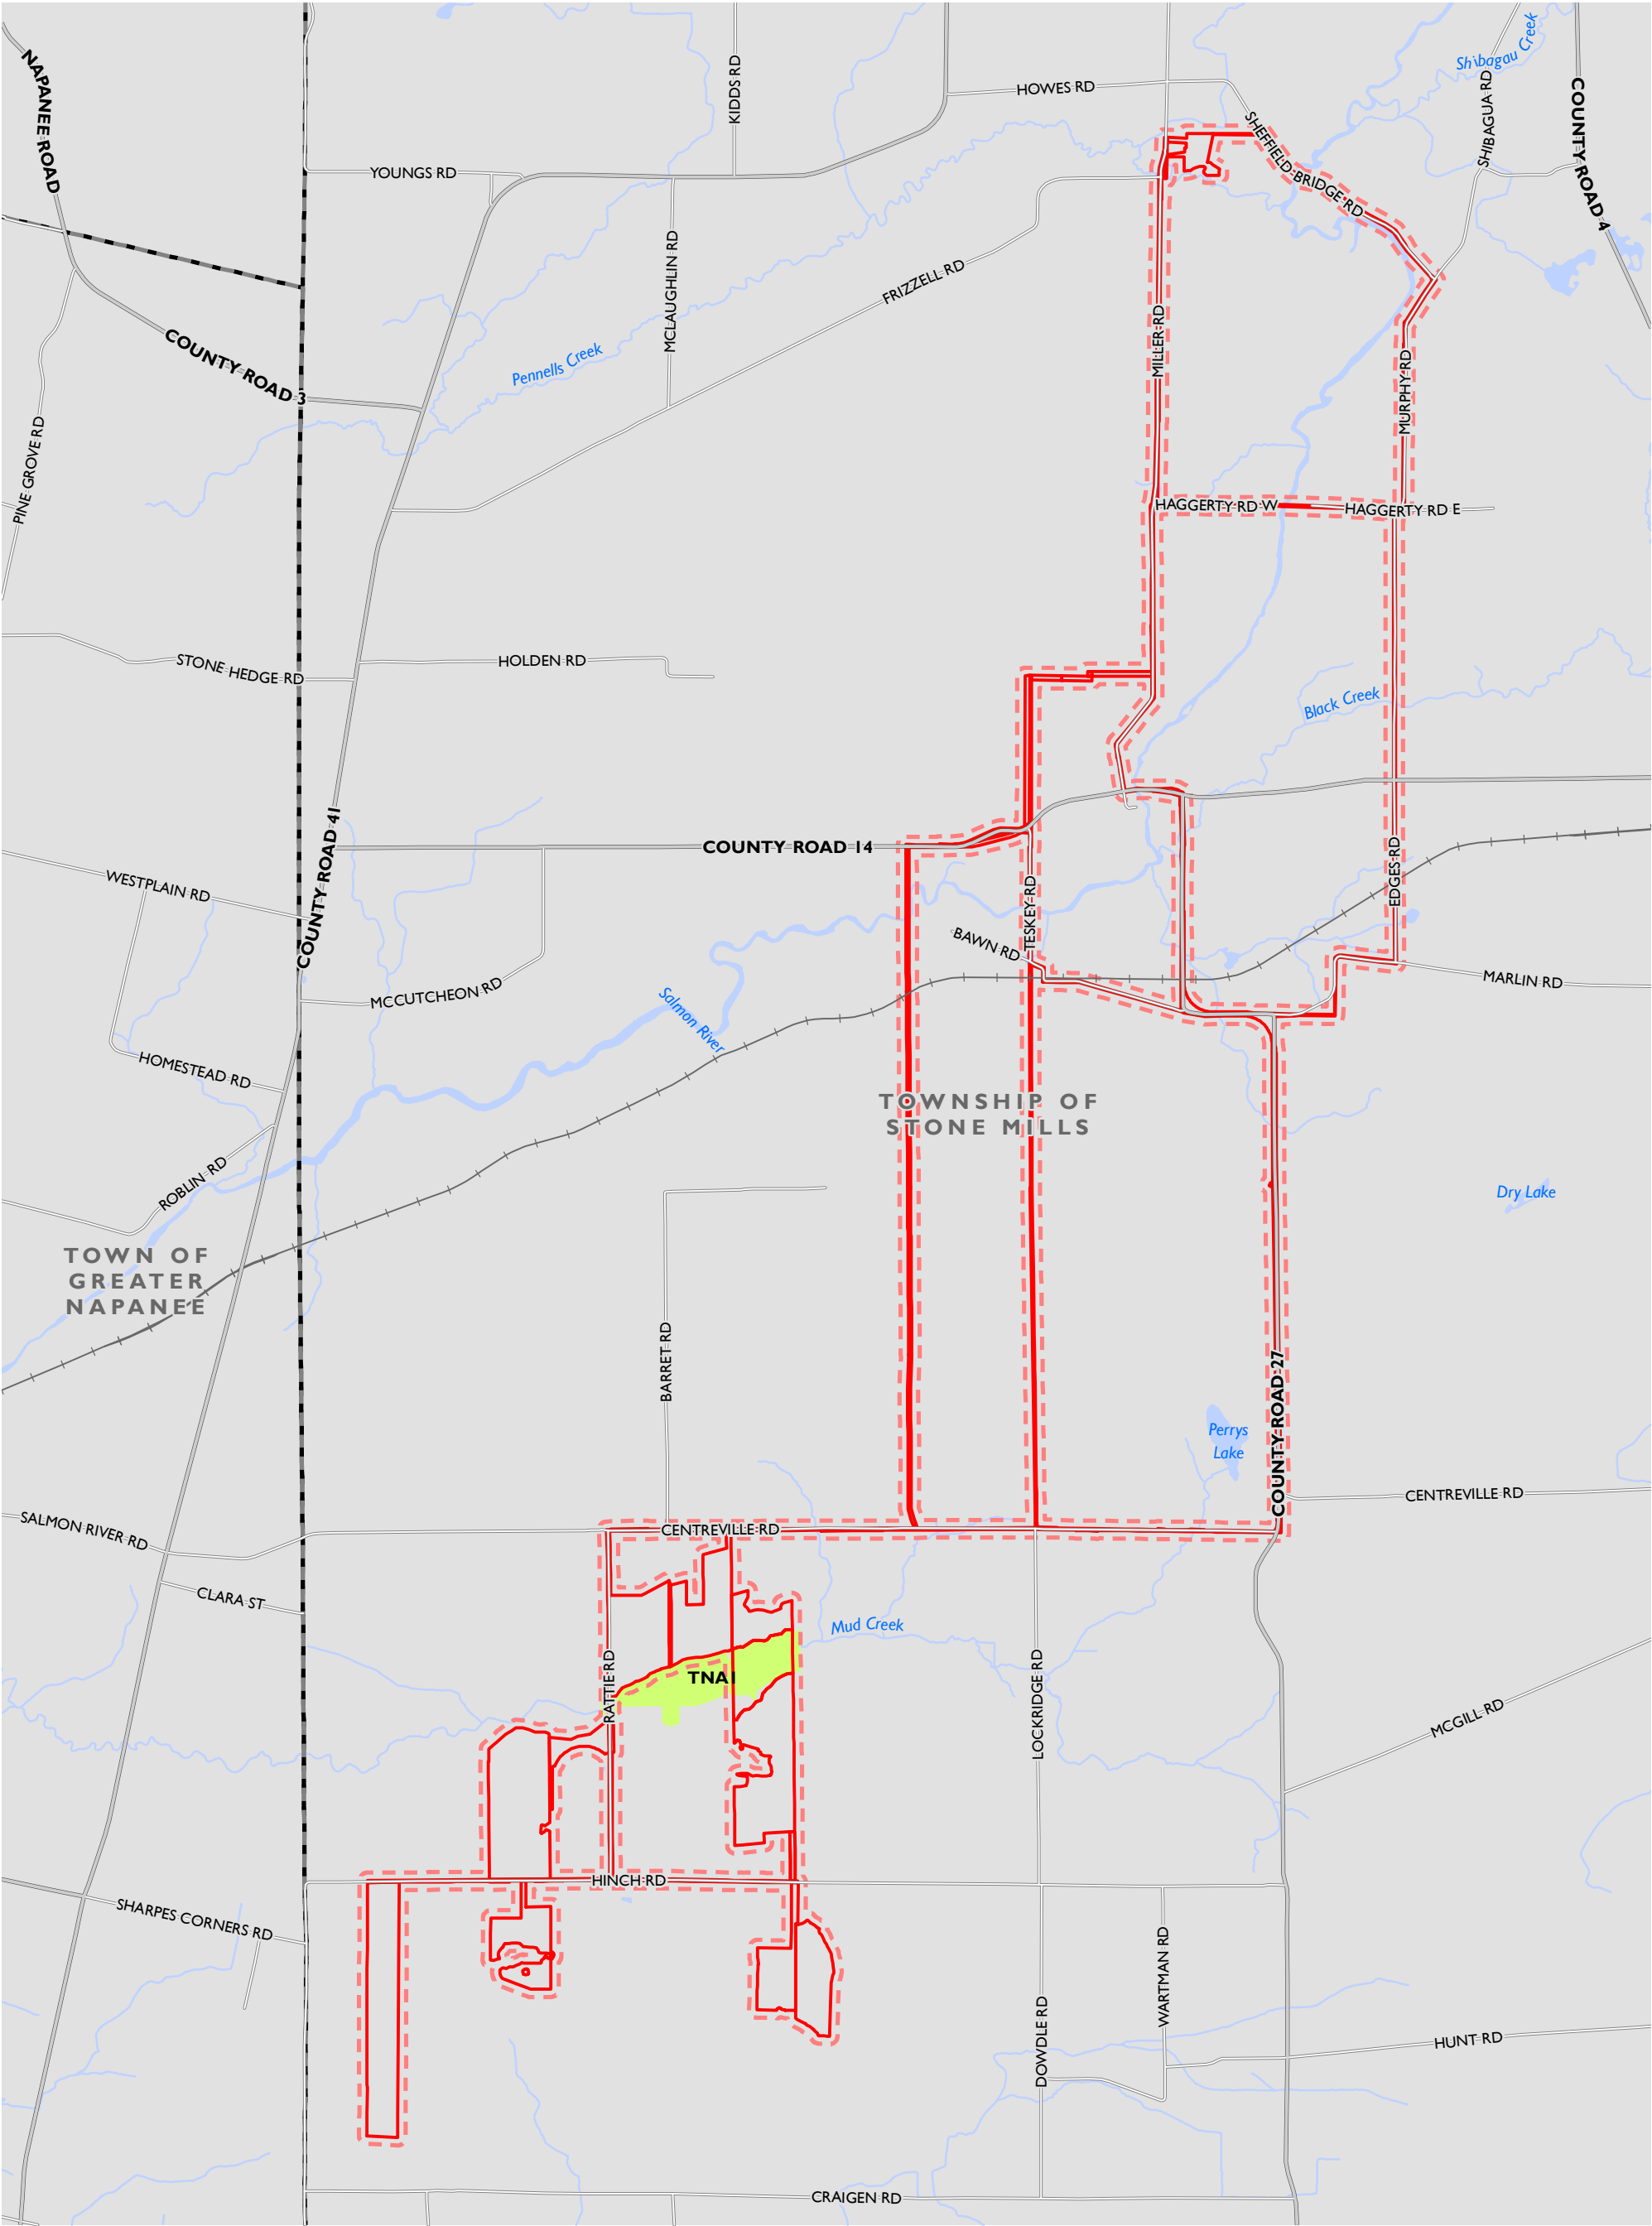 Shibagau Creek
NAPANEE ROAD
KIDDS RD
HOWES RD
SHIBAGUA RD
COUNTY ROAD 4
SHEFFIELD BRIDGE RD
YOUNGS RD
MCLAUGHLIN RD
FRIZZELL RD
MILLER RD
COUNTY ROAD 3
Pennells Creek
MURPHY RD
PINE GROVE RD
HAGGERTY RD W
HAGGERTY RD E
STONE HEDGE RD
HOLDEN RD
Black Creek
COUNTY ROAD 41
COUNTY ROAD 14
WESTPLAIN RD
TESKEY RD
EDGES RD
BAWN RD
MCCUTCHEON RD
MARLIN RD
Salmon River
HOMESTEAD RD
TOWNSHIP OF
STONE MILLS
ROBLIN RD
Dry Lake
TOWN OF
GREATER
NAPANEE
BARRET RD
COUNTY ROAD 27
Perrys
Lake
CENTREVILLE RD
SALMON RIVER RD
CENTREVILLE RD
CLARA ST
Mud Creek
RATTIE RD
TNA1
LOCKRIDGE RD
MCGILL RD
HINCH RD
SHARPES CORNERS RD
WARTMAN RD
DOWDLE RD
HUNT RD
CRAIGEN RD